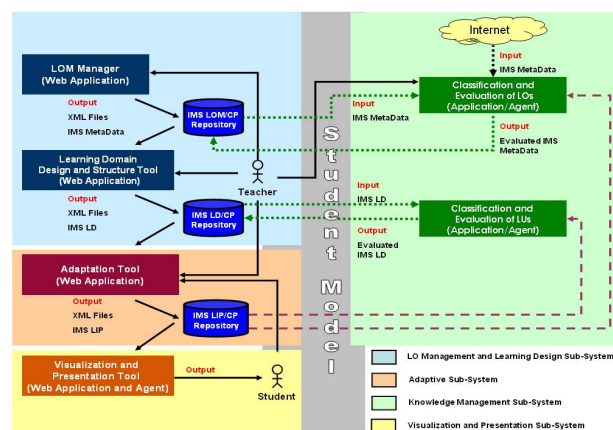 Internet
Input
IMS MetaData
LOM Manager
(Web Application)
Output
XML Files
IMS MetaData
IMS LOM/CP
Repository
Input
IMS MetaData
Classification and
Evaluation of LOs
(Application/Agent)
Output
Evaluated IMS
MetaData
Learning Domain
Design and Structure Tool
(Web Application)
Teacher
Output
XML Files
IMS LD
IMS LD/CP
Repository
Input
IMS LD
Output
Evaluated
IMS LD
Classification and
Evaluation of LUs
(Application/Agent)
Student Model
Adaptation Tool
(Web Application)
Output
XML Files
IMS LIP
IMS LIP/CP
Repository
Visualization and
Presentation Tool
(Web Application and Agent)
Output
Student
LO Management and Learning Design Sub-System
Adaptive Sub-System
Knowledge Management Sub-System
Visualization and Presentation Sub-System